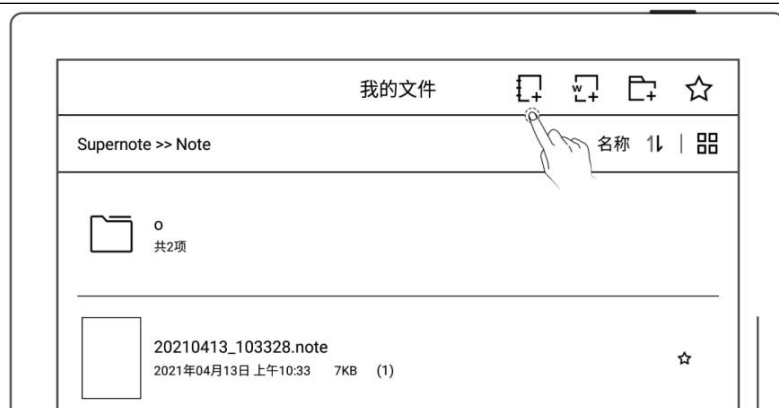 我的文件
W
Supernote >> Note
名称
o
共2项
20210413_103328.note
2021年04月13日 上午10:33 7KB (1)